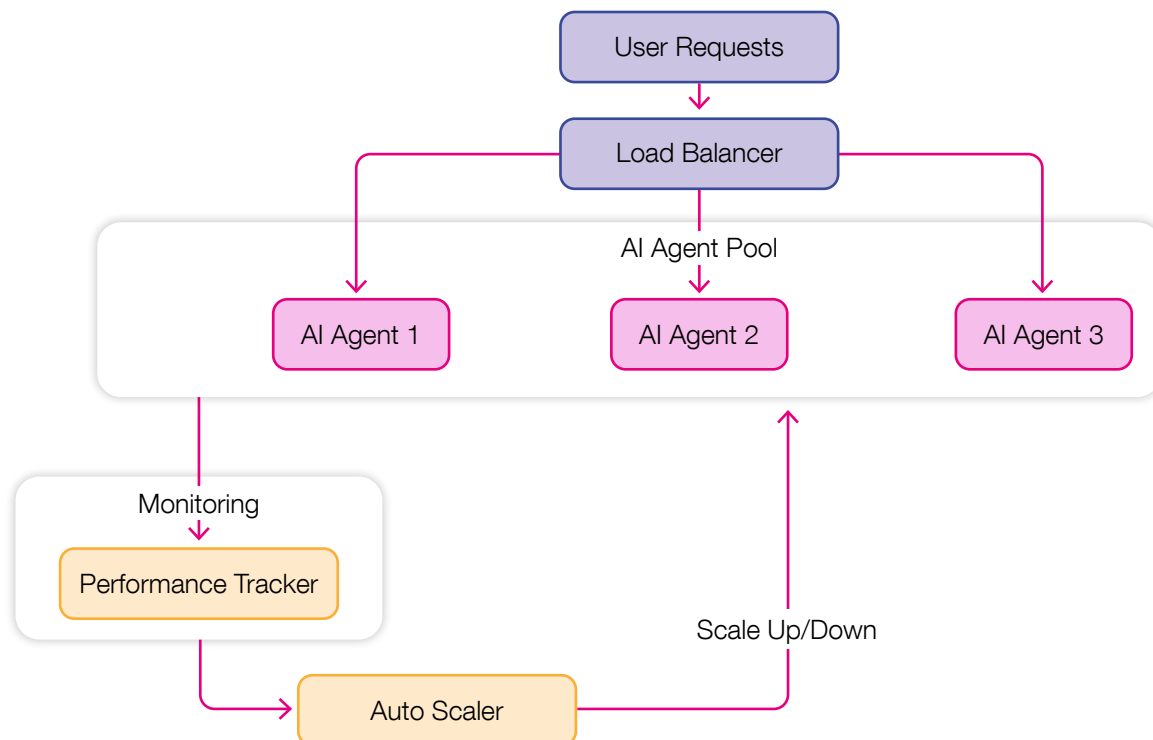 User Requests
Load Balancer
AI Agent Pool
AI Agent 1
AI Agent 2
AI Agent 3
Monitoring
Performance Tracker
Scale Up/Down
Auto Scaler